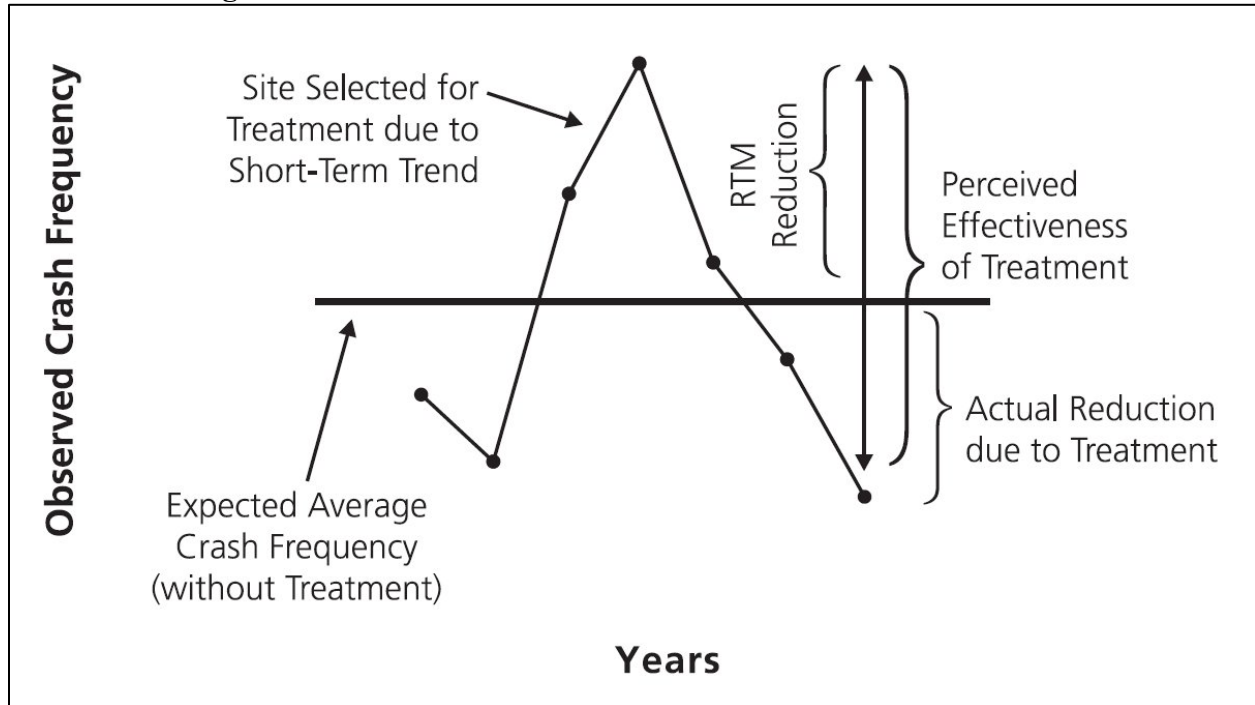 Observed Crash Frequency
Site Selected for
Treatment due to
Short-Term Trend
RTM
Reduction
Perceived
Effectiveness
of Treatment
Actual Reduction
due to Treatment
Expected Average
Crash Frequency
(without Treatment)
Years